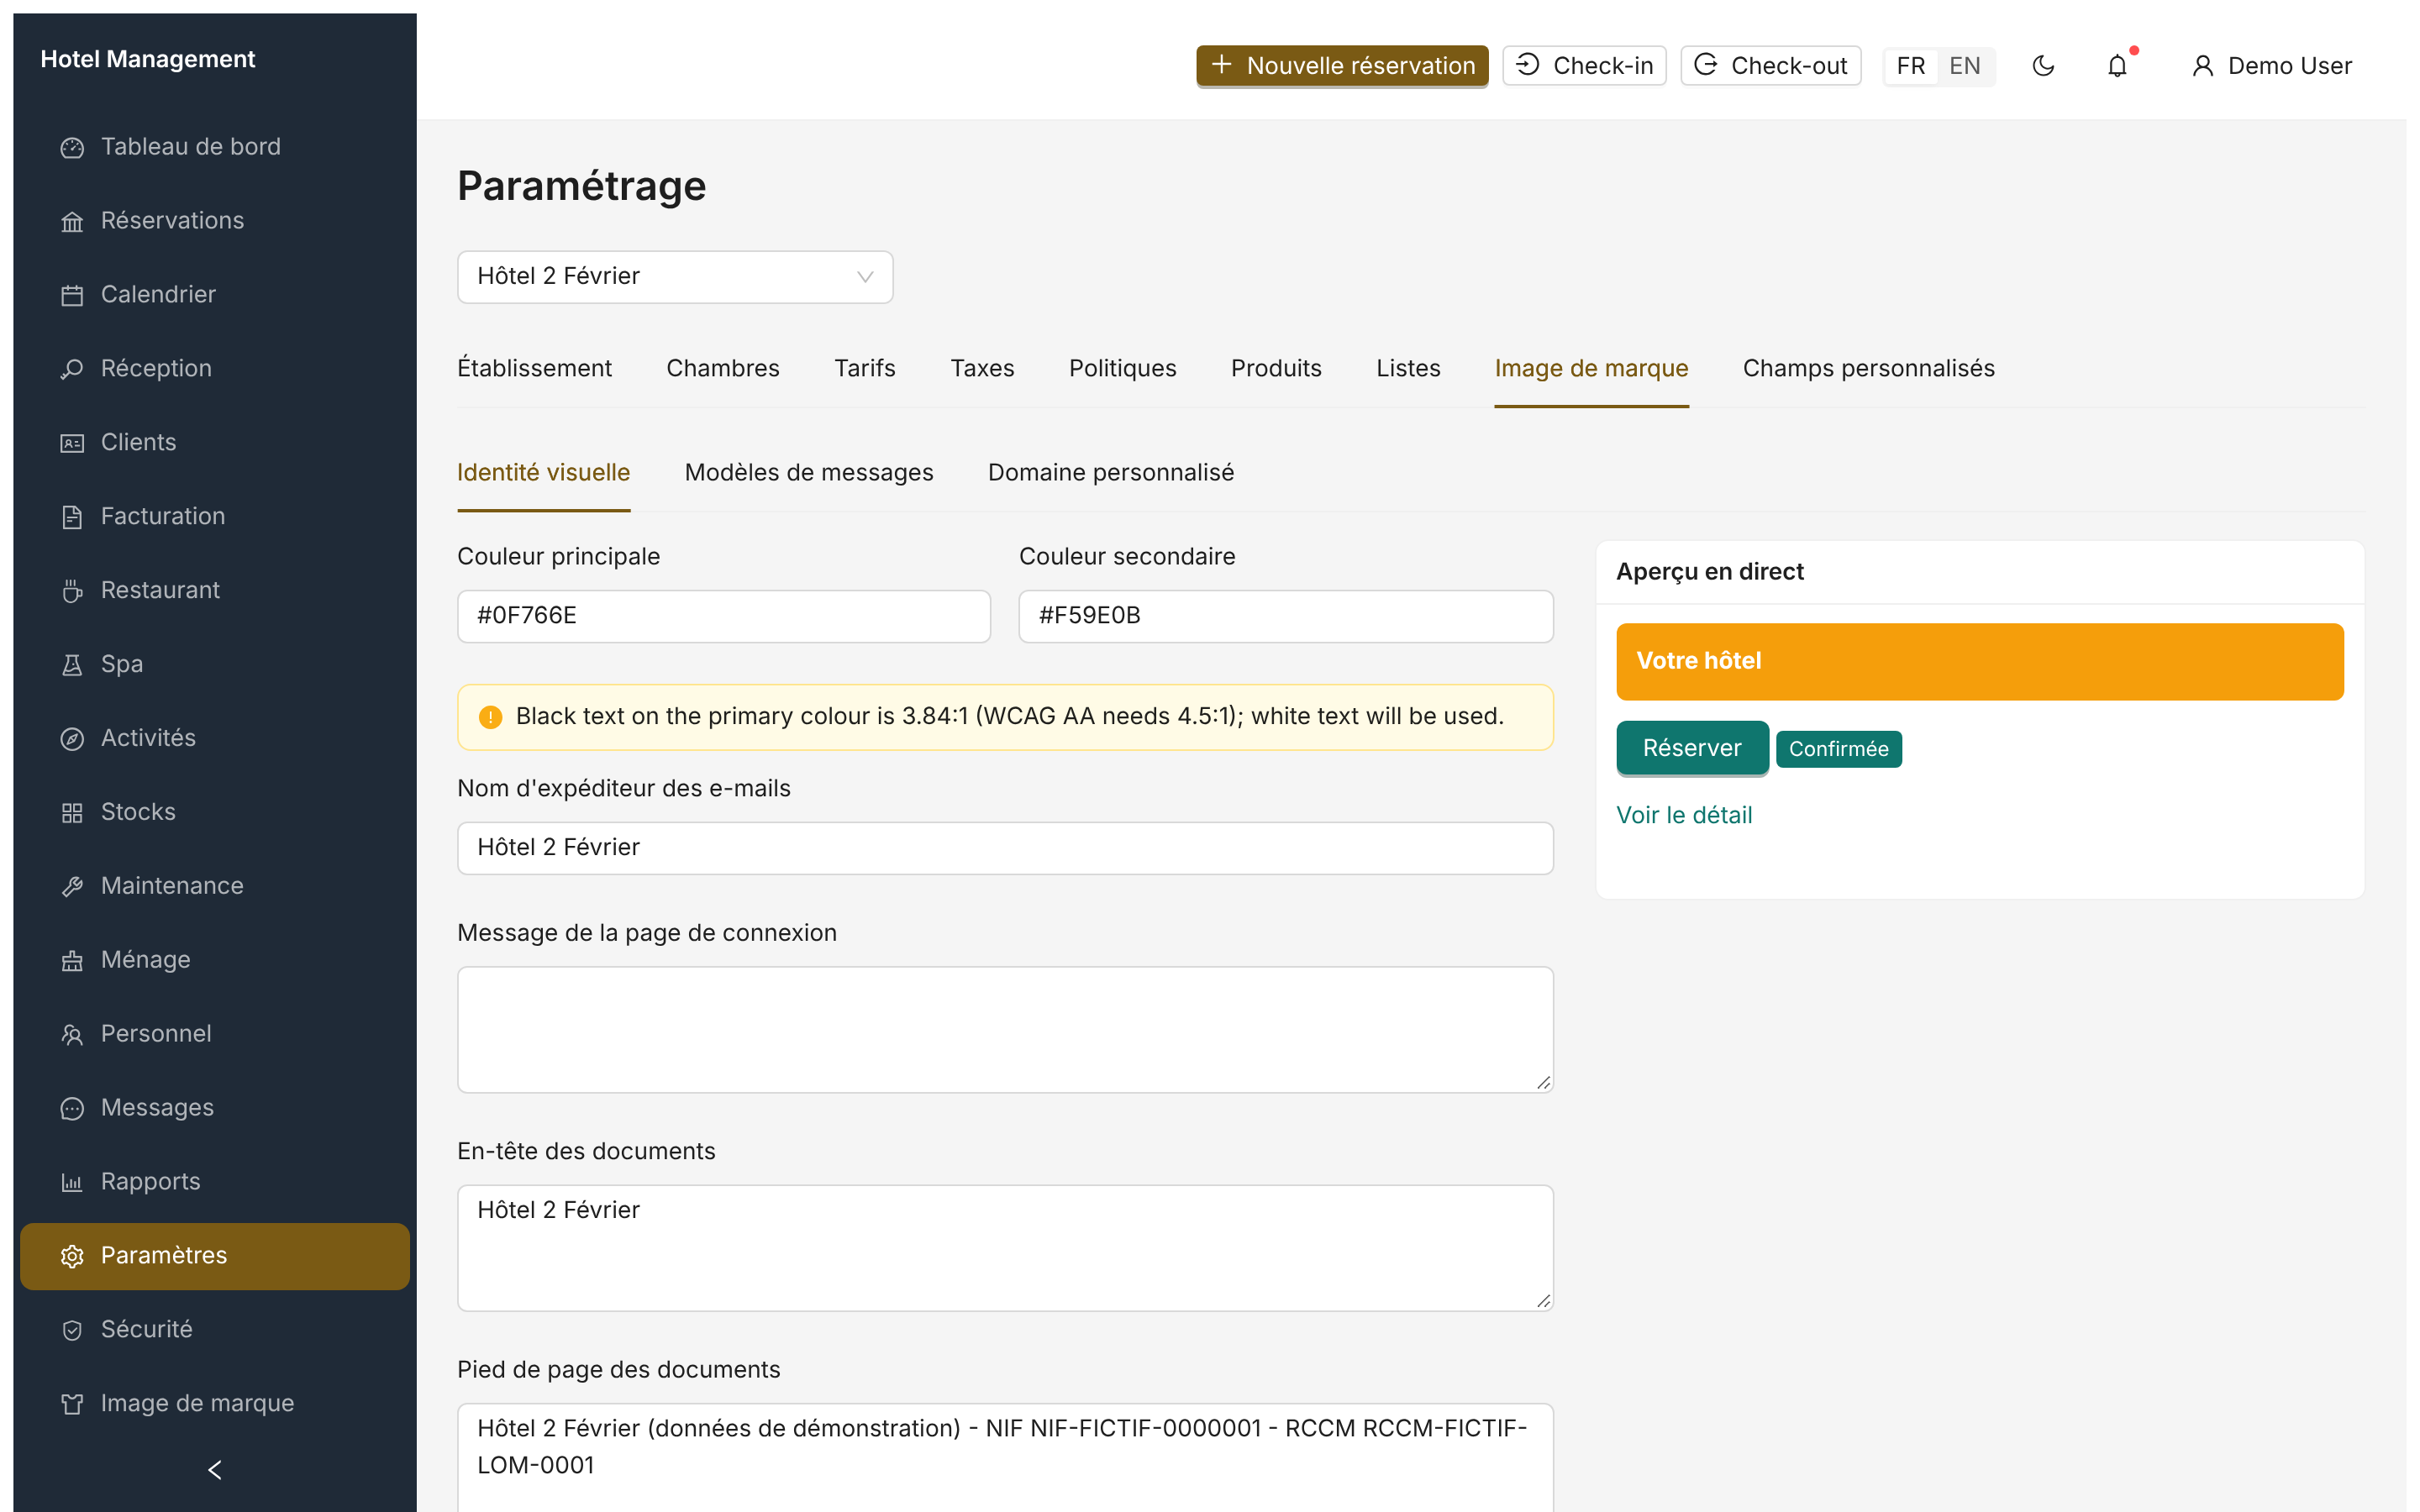 Hotel Management
Nouvelle réservation
Check-in
Check-out
FR
EN
Demo User
Tableau de bord
Réservations
Calendrier
Réception
Clients
Facturation
Restaurant
Spa
Activités
Stocks
Maintenance
Ménage
Personnel
Messages
Rapports
Paramètres
Sécurité
Image de marque
Paramétrage
Hôtel 2 Février
Établissement
Chambres
Tarifs
Taxes
Politiques
Produits
Listes
Image de marque
Champs personnalisés
Identité visuelle
Modèles de messages
Domaine personnalisé
Couleur principale
#0F766E
Couleur secondaire
#F59E0B
Black text on the primary colour is 3.84:1 (WCAG AA needs 4.5:1); white text will be used.
Nom d'expéditeur des e-mails
Hôtel 2 Février
Message de la page de connexion
En-tête des documents
Hôtel 2 Février
Pied de page des documents
Hôtel 2 Février (données de démonstration) - NIF NIF-FICTIF-0000001 - RCCM RCCM-FICTIF-
LOM-0001
Aperçu en direct
Votre hôtel
Réserver
Confirmée
Voir le détail